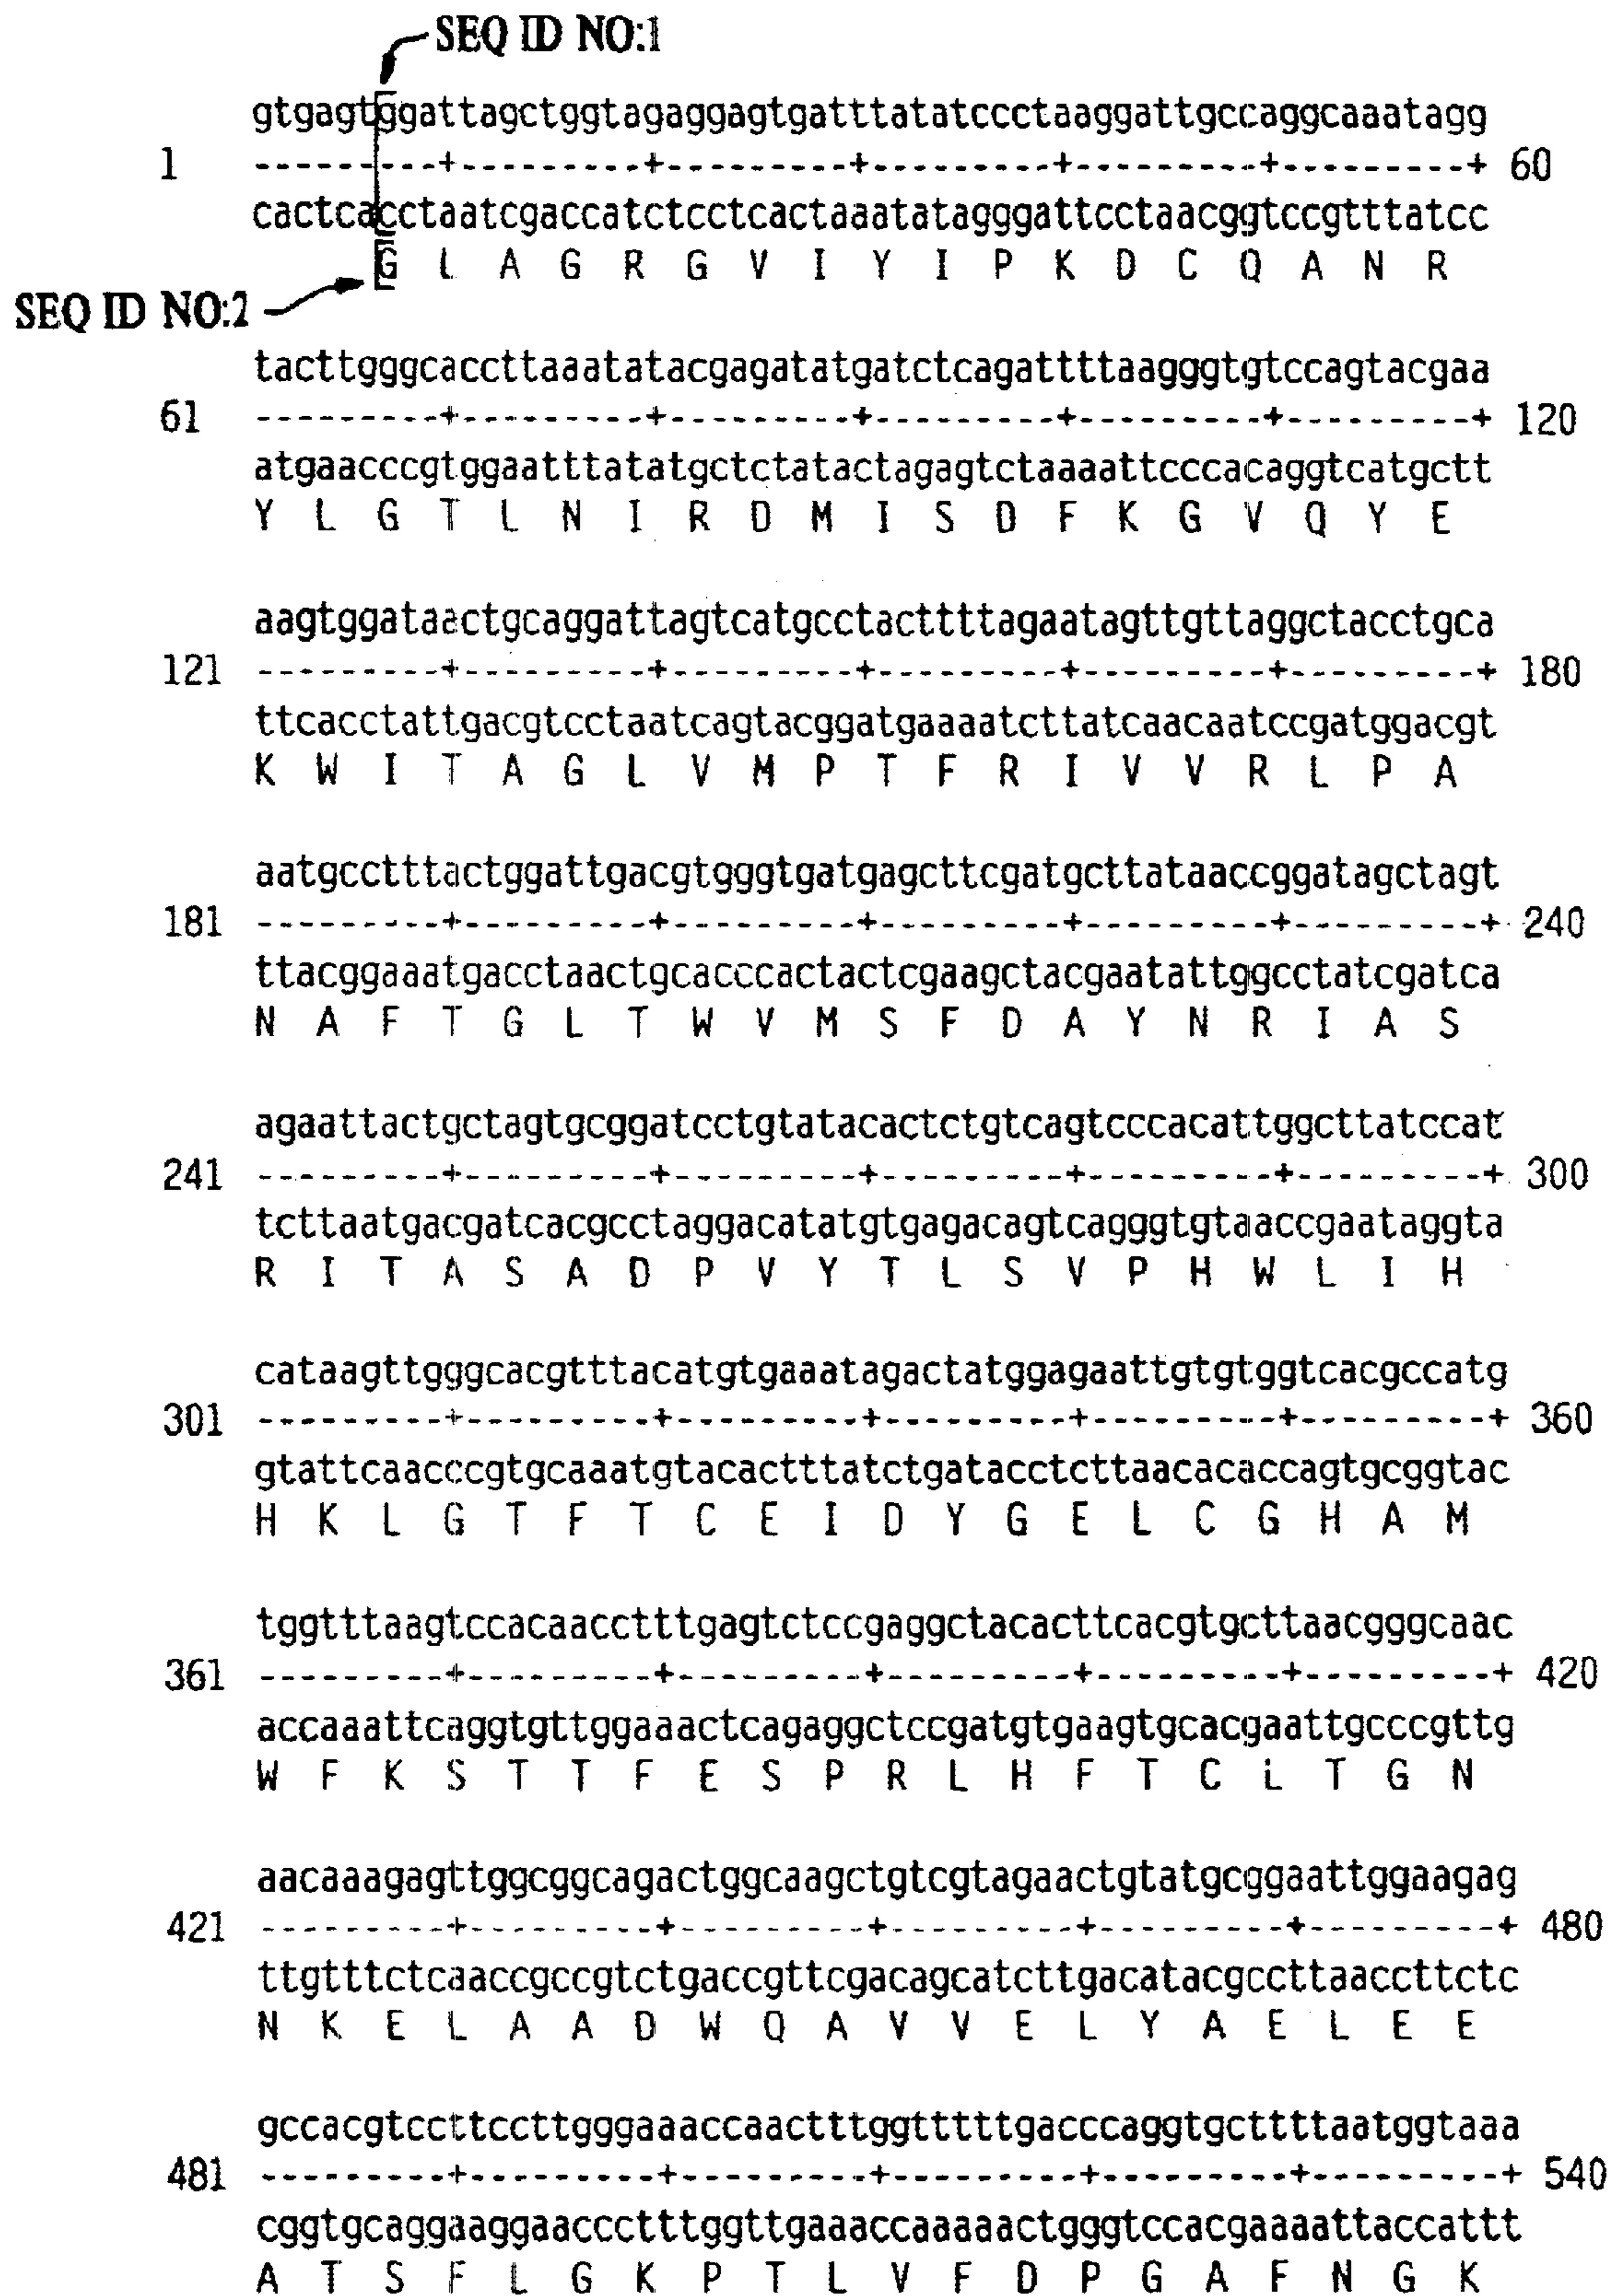 SEQ ID NO:1
gtgagtggattagctggtagaggagtgatttatatccctaaggattgccaggcaaatagg
1 ---------+---------+---------+---------+---------+---------+ 60
cactcacctaatcgaccatctcctcactaaatatagggattcctaacggtccgtttatcc
G L A G R G V I Y I P K D C Q A N R
SEQ ID NO:2
tacttgggcaccttaaatatacgagatatgatctcagattttaagggtgtccagtacgaa
61 ---------+---------+---------+---------+---------+---------+ 120
atgaacccgtggaatttatatgctctatactagagtctaaaattcccacaggtcatgctt
Y L G T L N I R D M I S D F K G V Q Y E
aagtggataactgcaggattagtcatgcctacttttagaatagttgttaggctacctgca
121 ---------+---------+---------+---------+---------+---------+ 180
ttcacctattgacgtcctaatcagtacggatgaaaatcttatcaacaatccgatggacgt
K W I T A G L V M P T F R I V V R L P A
aatgcctttactggattgacgtgggtgatgagcttcgatgcttataaccggatagctagt
181 ---------+---------+---------+---------+---------+---------+ 240
ttacggaaatgacctaactgcacccactactcgaagctacgaatattggcctatcgatca
N A F T G L T W V M S F D A Y N R I A S
agaattactgctagtgcggatcctgtatacactctgtcagtcccacattggcttatccat
241 ---------+---------+---------+---------+---------+---------+ 300
tcttaatgacgatcacgcctaggacatatgtgagacagtcagggtgtaaccgaataggta
R I T A S A D P V Y T L S V P H W L I H
cataagttgggcacgtttacatgtgaaatagactatggagaattgtgtggtcacgccatg
301 ---------+---------+---------+---------+---------+---------+ 360
gtattcaacccgtgcaaatgtacactttatctgatacctcttaacacaccagtgcggtac
H K L G T F T C E I D Y G E L C G H A M
tggtttaagtccacaacctttgagtctccgaggctacacttcacgtgcttaacgggcaac
361 ---------+---------+---------+---------+---------+---------+ 420
accaaattcaggtgttggaaactcagaggctccgatgtgaagtgcacgaattgcccgttg
W F K S T T F E S P R L H F T C L T G N
aacaaagagttggcggcagactggcaagctgtcgtagaactgtatgcggaattggaagag
421 ---------+---------+---------+---------+---------+---------+ 480
ttgtttctcaaccgccgtctgaccgttcgacagcatcttgacatacgccttaaccttctc
N K E L A A D W Q A V V E L Y A E L E E
gccacgtccttccttgggaaaccaactttggtttttgacccaggtgcttttaatggtaaa
481 ---------+---------+---------+---------+---------+---------+ 540
cggtgcaggaaggaaccctttggttgaaaccaaaaactgggtccacgaaaattaccattt
A T S F L G K P T L V F D P G A F N G K